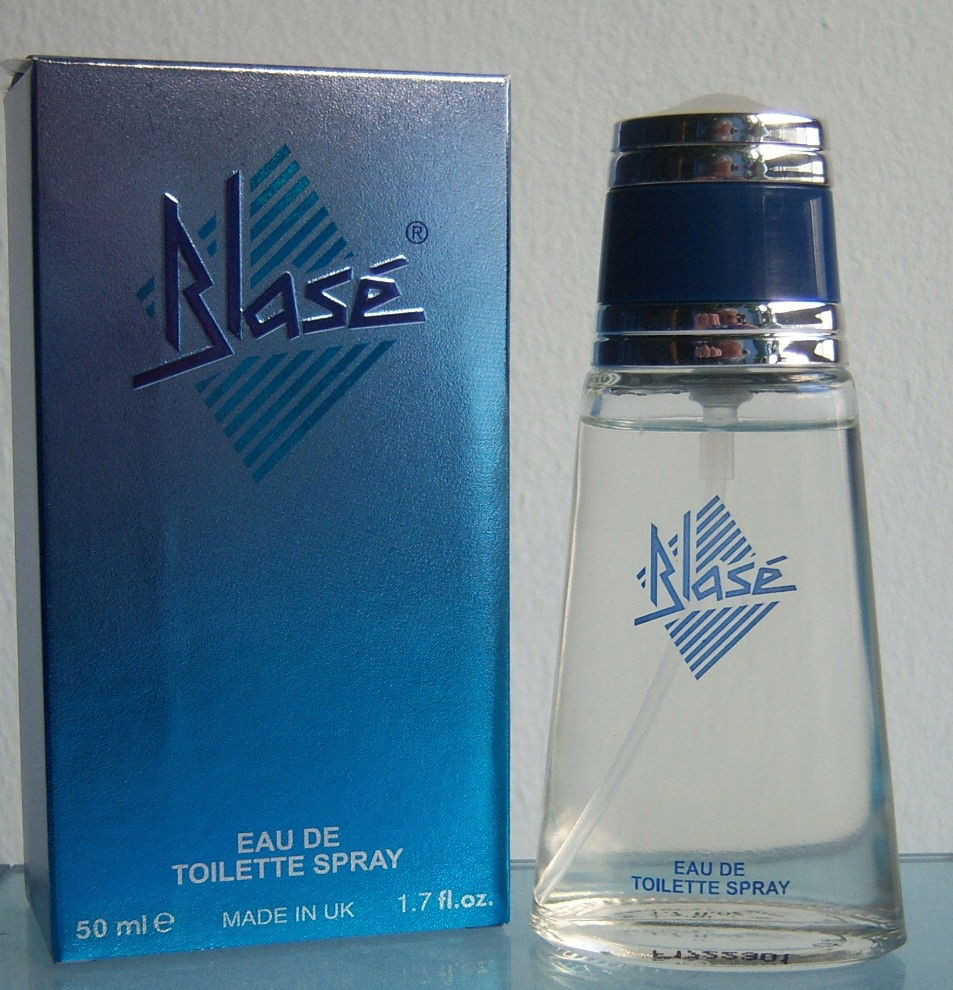 Blasé ®
EAU DE
TOILETTE SPRAY
50 ml ℮ MADE IN UK 1.7 fl.oz.
Blasé
EAU DE
TOILETTE SPRAY